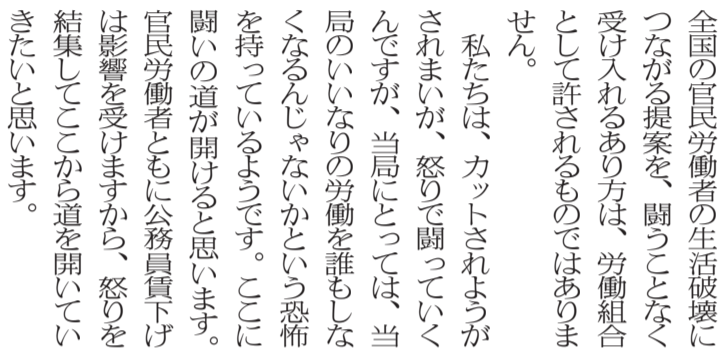 全国の官民労働者の生活破壊に
つながる提案を、闘うことなく
受け入れるあり方は、労働組合
として許されるものではありま
せん。
　私たちは、カットされようが
されまいが、怒りで闘っていく
んですが、当局にとっては、当
局のいいなりの労働を誰もしな
くなるんじゃないかという恐怖
を持っているようです。ここに
闘いの道が開けると思います。
官民労働者ともに公務員賃下げ
は影響を受けますから、怒りを
結集してここから道を開いてい
きたいと思います。